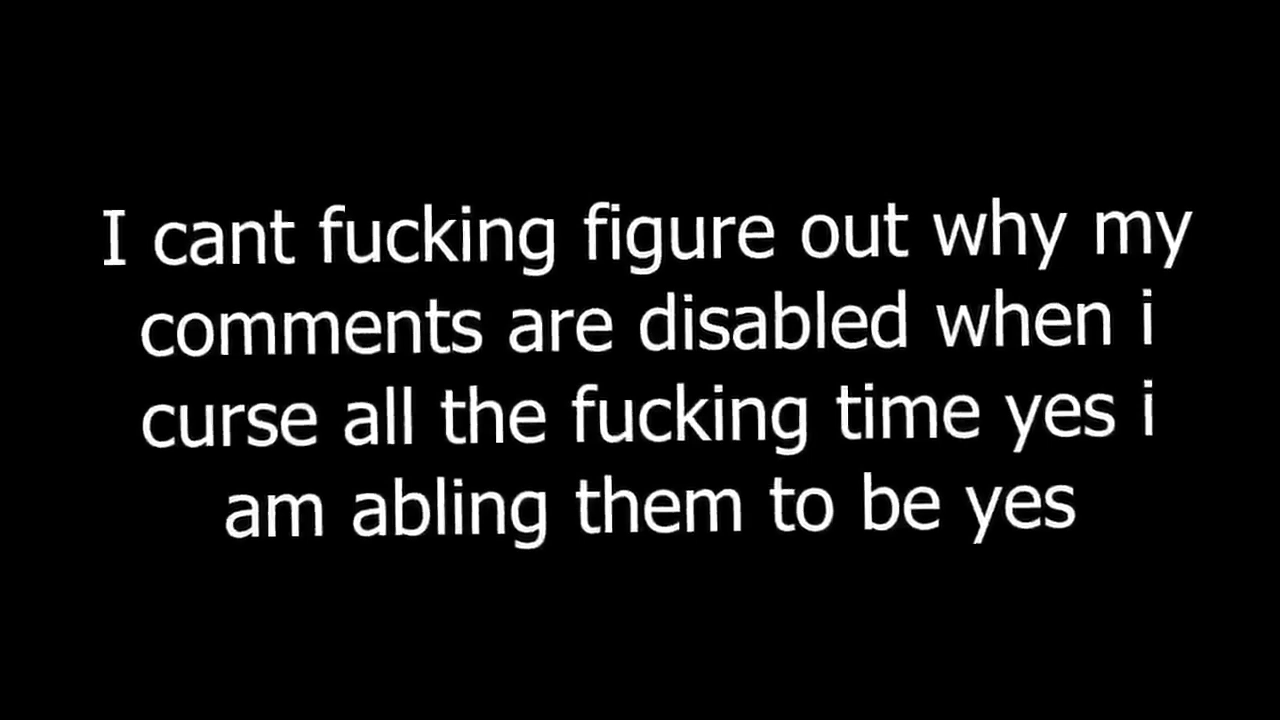 I cant fucking figure out why my
comments are disabled when i
curse all the fucking time yes i
am abling them to be yes